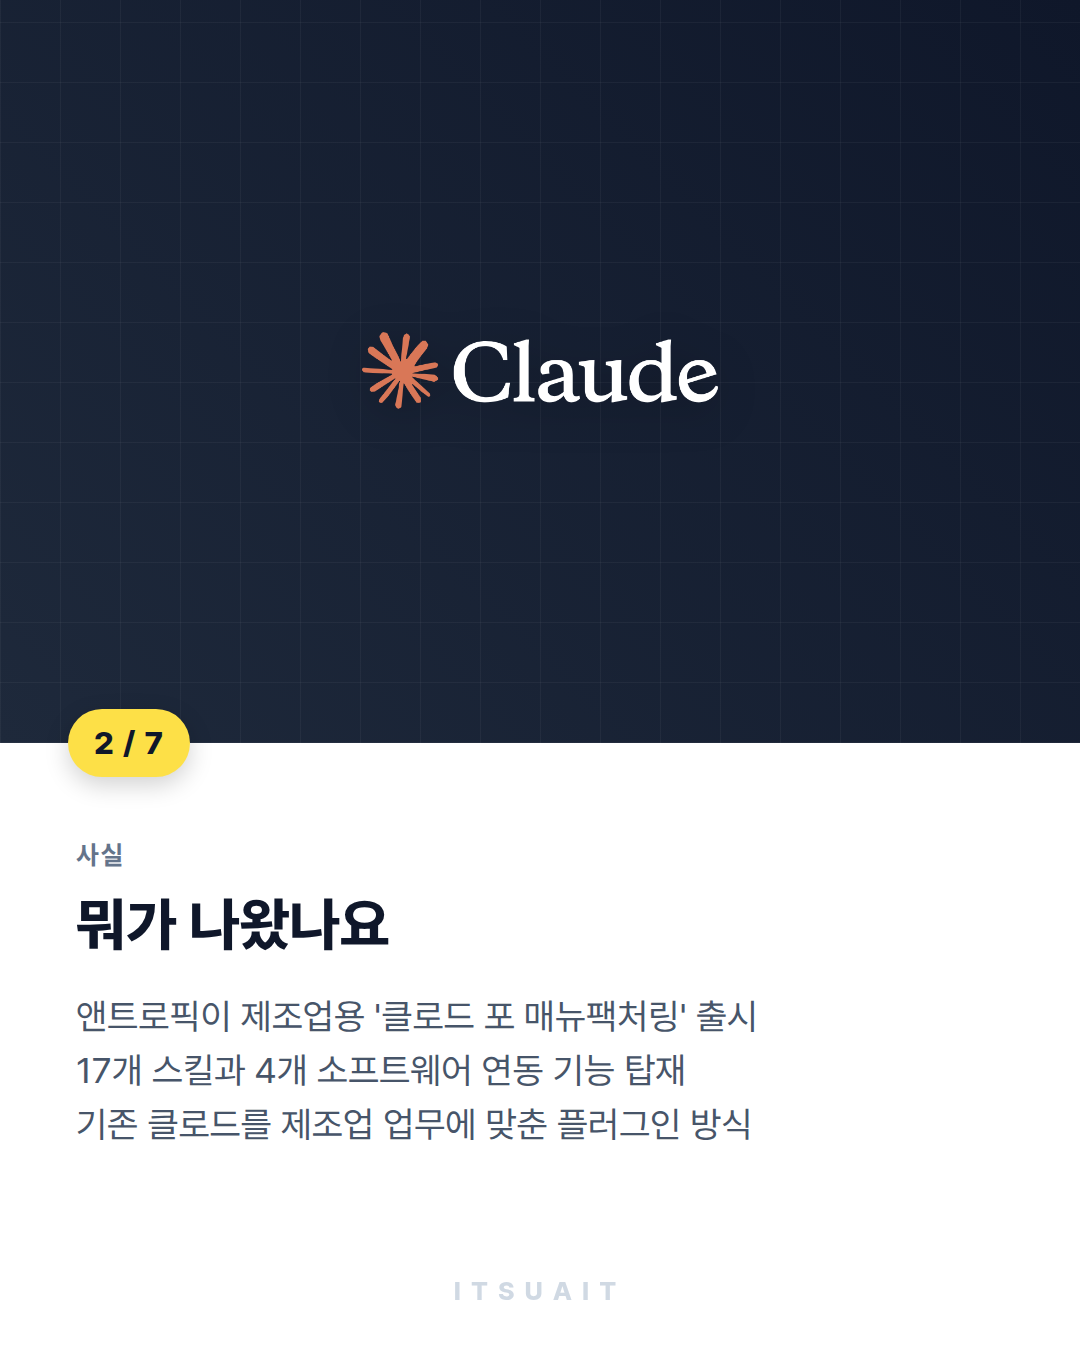 Claude
2 / 7
사실
뭐가 나왔나요
앤트로픽이 제조업용 '클로드 포 매뉴팩처링' 출시
17개 스킬과 4개 소프트웨어 연동 기능 탑재
기존 클로드를 제조업 업무에 맞춘 플러그인 방식
ITSUAIT